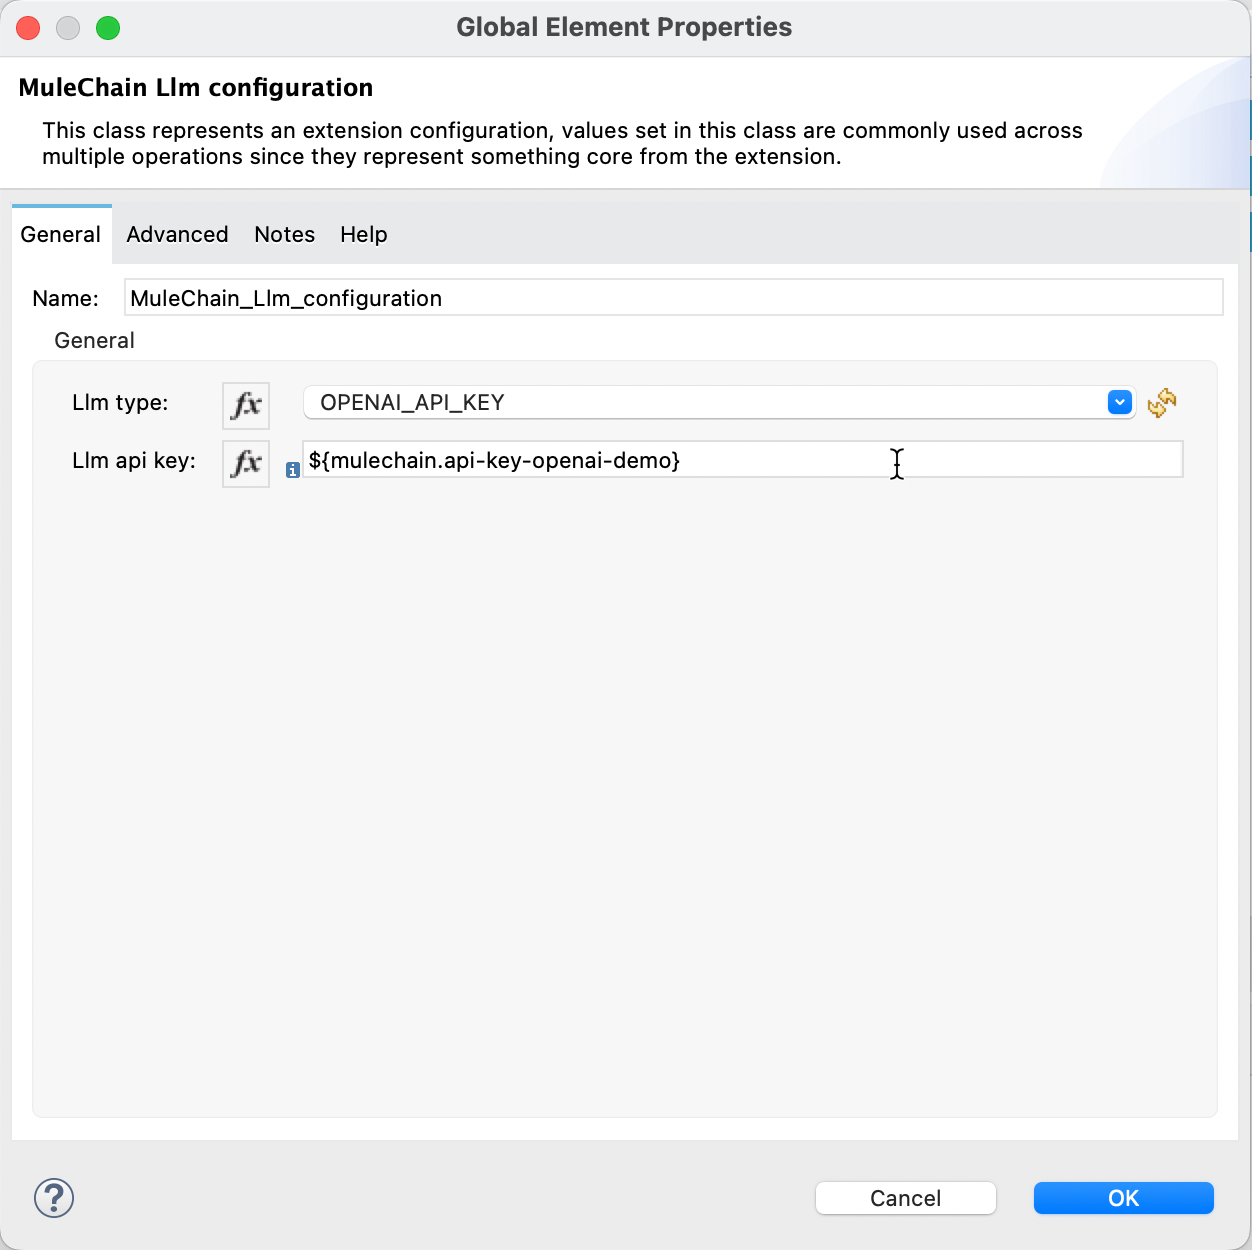 Global Element Properties
MuleChain Llm configuration
This class represents an extension configuration, values set in this class are commonly used across
multiple operations since they represent something core from the extension.
General Advanced Notes Help
Name: MuleChain_Llm_configuration
General
Llm type: fx OPENAI_API_KEY
Llm api key: fx i ${mulechain.api-key-openai-demo}
? Cancel OK